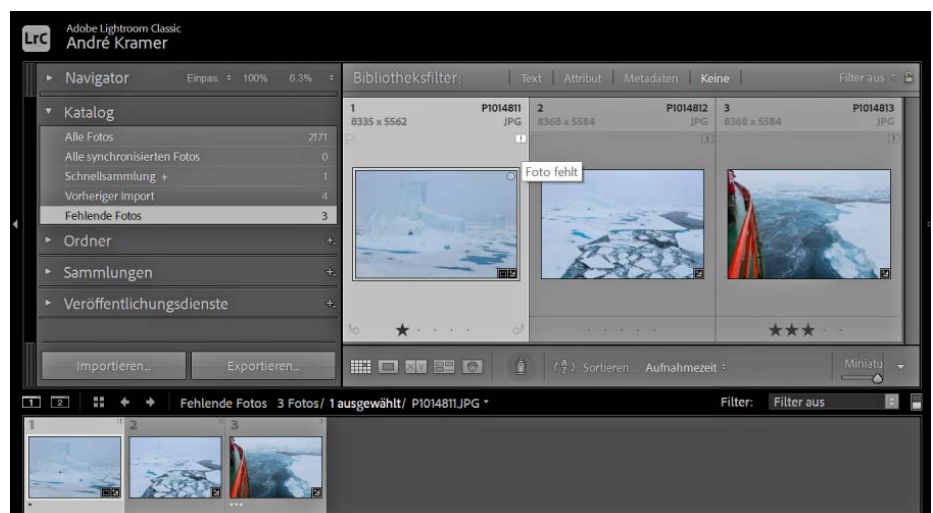 LrC
Adobe Lightroom Classic
André Kramer
Navigator Einpas 100% 6.3%
Katalog
Alle Fotos 2171
Alle synchronisierten Fotos 0
Schnellsammlung + 1
Vorheriger Import 4
Fehlende Fotos 3
Ordner +
Sammlungen +
Veröffentlichungsdienste +
Importieren... Exportieren...
Bibliotheksfilter: Text Attribut Metadaten Keine Filter aus
1 P1014811 2 P1014812 3 P1014813
8335 x 5562 JPG 8368 x 5584 JPG 8368 x 5584 JPG
Foto fehlt
XY Sortieren Aufnahmezeit Miniatu
1 2 Fehlende Fotos 3 Fotos/ 1 ausgewählt/ P1014811.JPG Filter: Filter aus
1 2 3